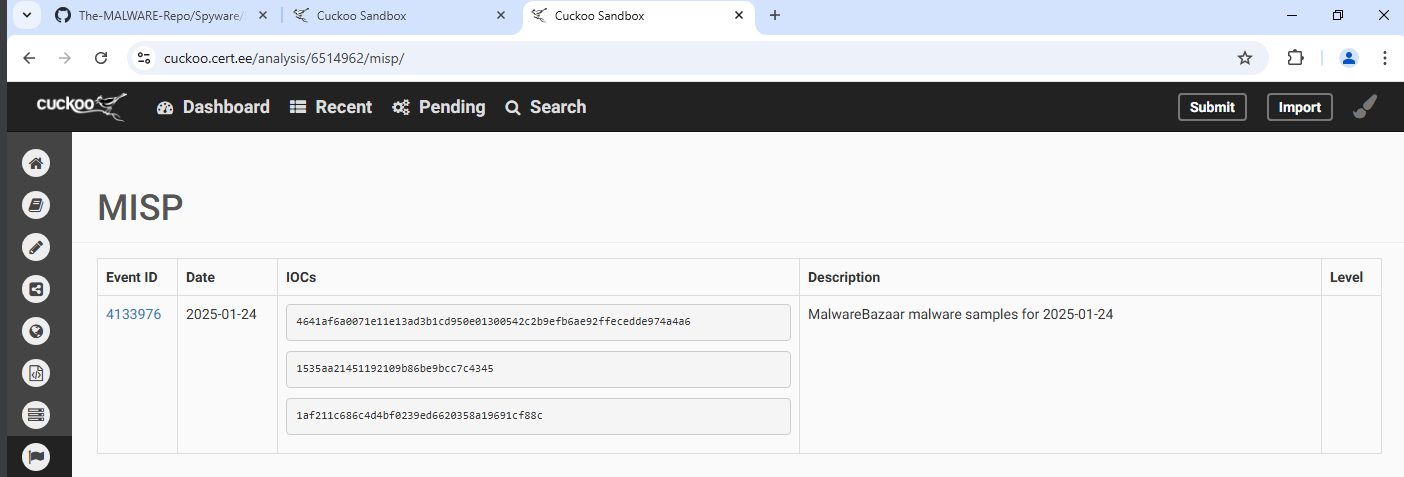 The-MALWARE-Repo/Spyware/
Cuckoo Sandbox
Cuckoo Sandbox
cuckoo.cert.ee/analysis/6514962/misp/
cuckoo
Dashboard
Recent
Pending
Search
Submit
Import
MISP
Event ID Date IOCs Description Level
4133976 2025-01-24 4641af6a0071e11e13ad3b1cd950e01300542c2b9efb6ae92ffecedde974a4a6 MalwareBazaar malware samples for 2025-01-24
1535aa21451192109b86be9bcc7c4345
1af211c686c4d4bf0239ed6620358a19691cf88c